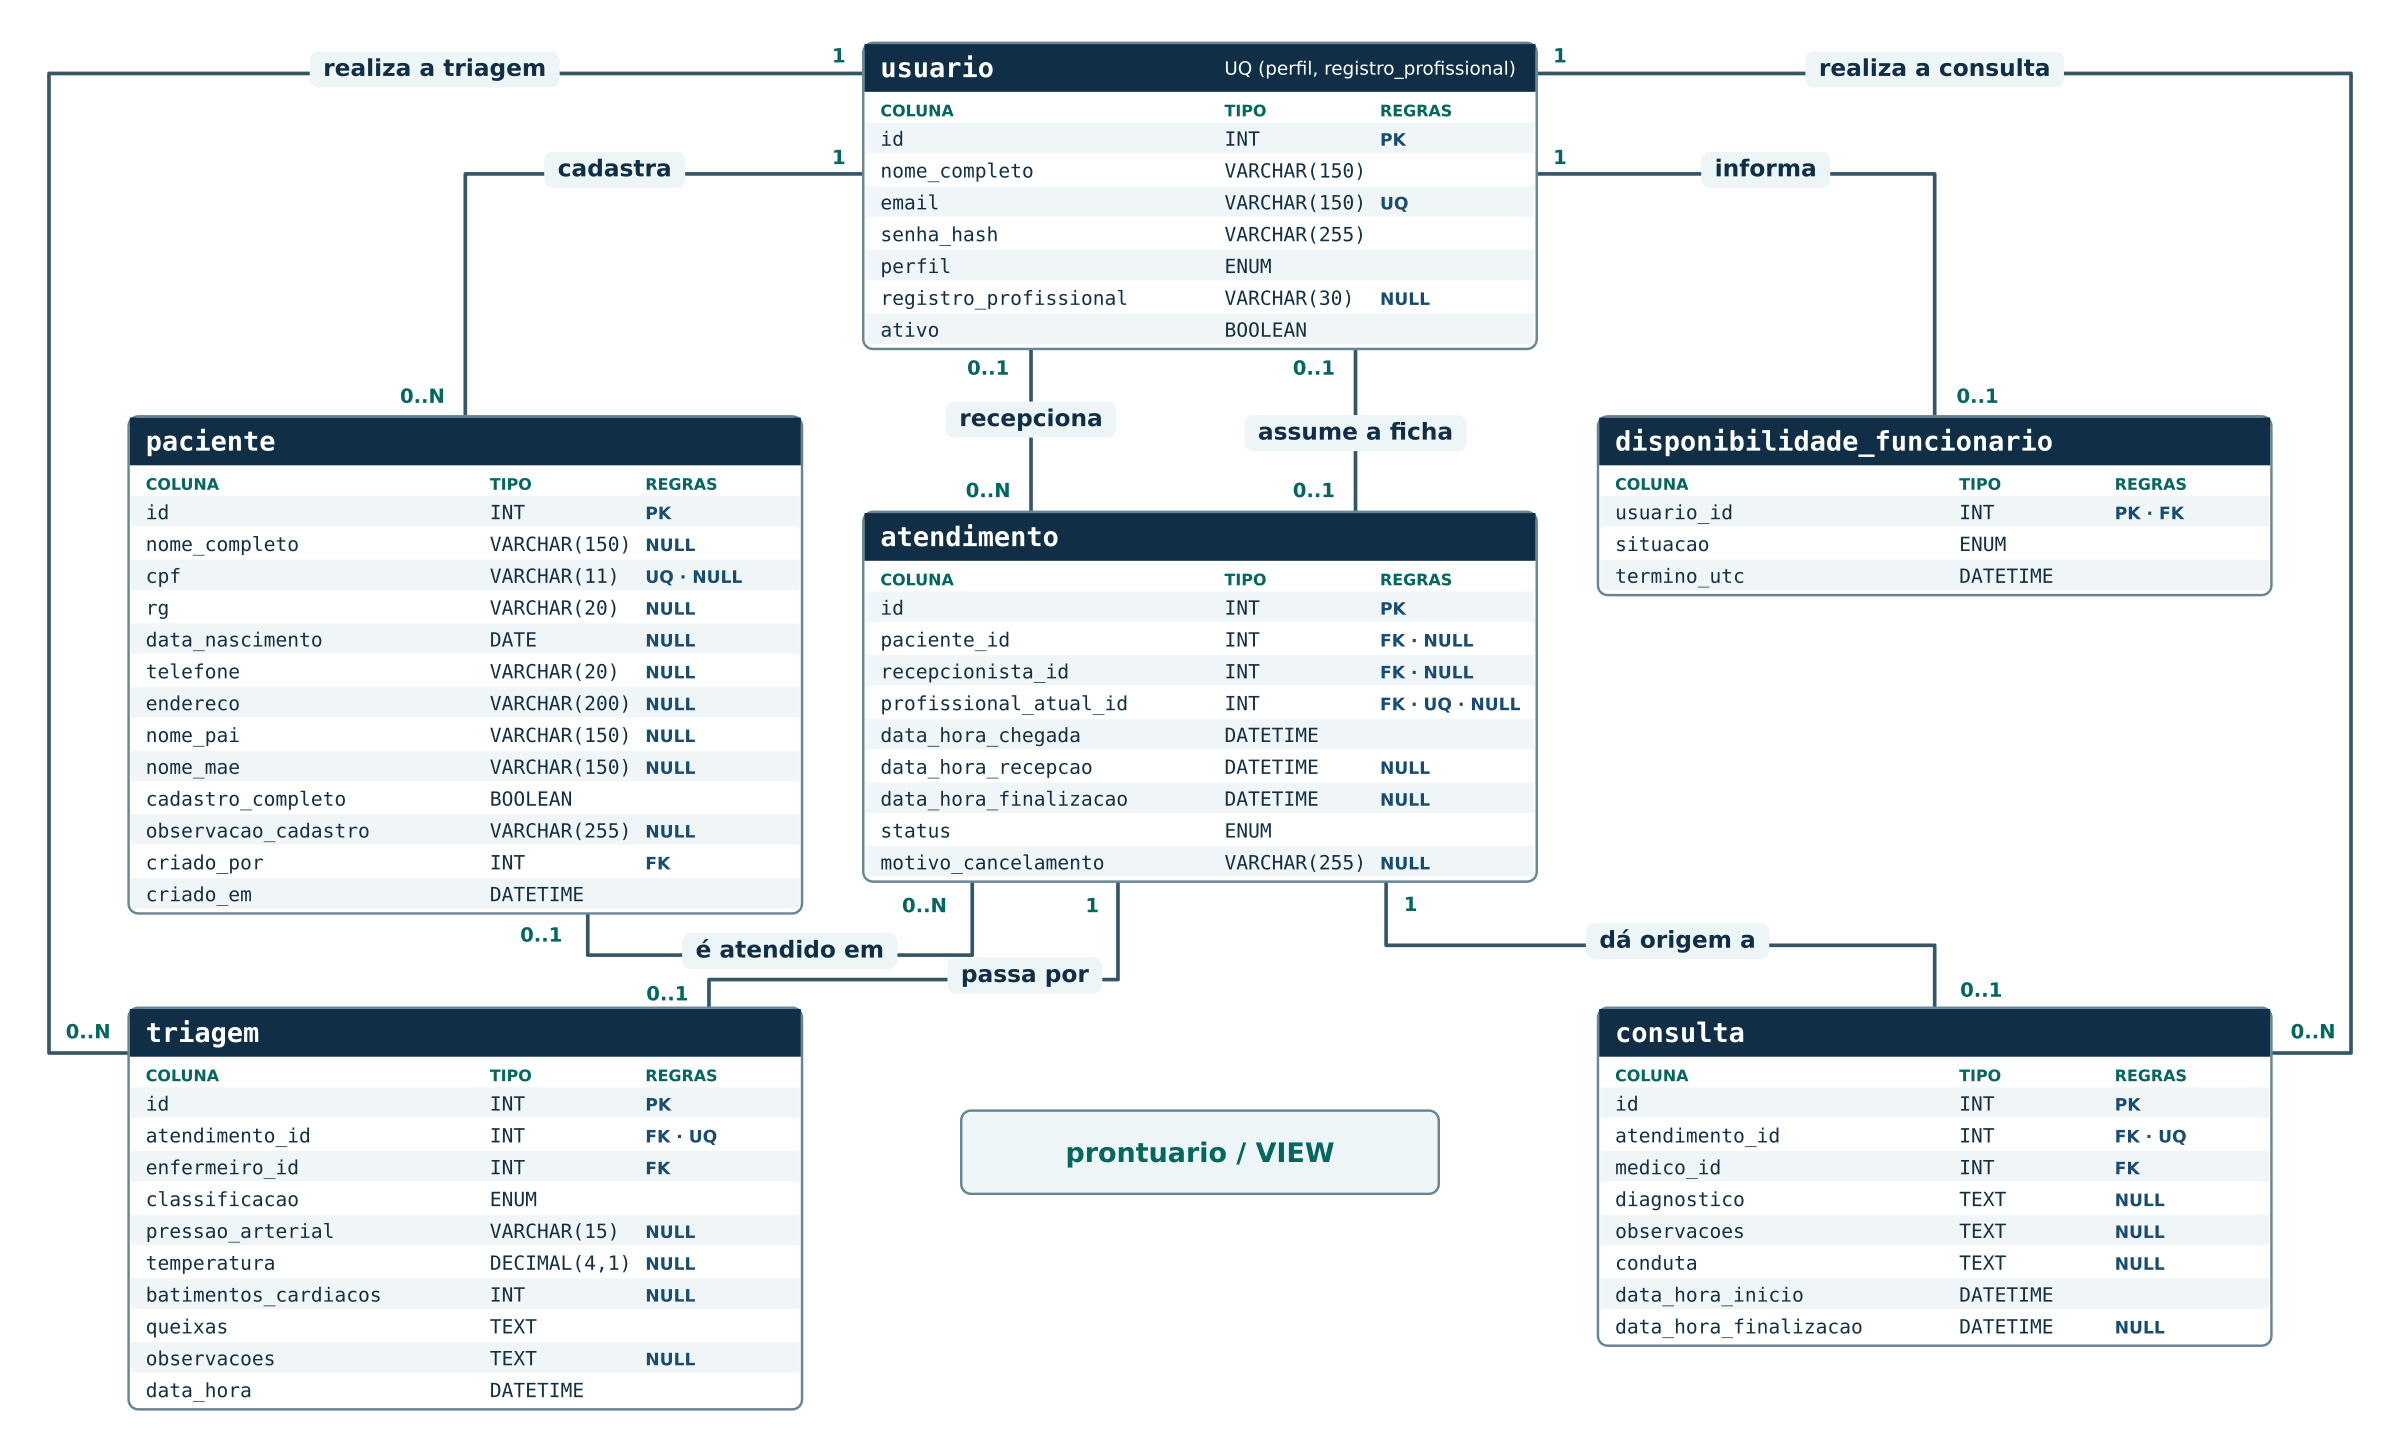 realiza a triagem
1
usuario UQ (perfil, registro_profissional)
1
realiza a consulta
COLUNA TIPO REGRAS
id INT PK
nome_completo VARCHAR(150)
email VARCHAR(150) UQ
senha_hash VARCHAR(255)
perfil ENUM
registro_profissional VARCHAR(30) NULL
ativo BOOLEAN
cadastra
1
1
informa
0..1
0..1
recepciona
assume a ficha
0..N
0..1
0..N
0..1
paciente
COLUNA TIPO REGRAS
id INT PK
nome_completo VARCHAR(150) NULL
cpf VARCHAR(11) UQ · NULL
rg VARCHAR(20) NULL
data_nascimento DATE NULL
telefone VARCHAR(20) NULL
endereco VARCHAR(200) NULL
nome_pai VARCHAR(150) NULL
nome_mae VARCHAR(150) NULL
cadastro_completo BOOLEAN
observacao_cadastro VARCHAR(255) NULL
criado_por INT FK
criado_em DATETIME
atendimento
COLUNA TIPO REGRAS
id INT PK
paciente_id INT FK · NULL
recepcionista_id INT FK · NULL
profissional_atual_id INT FK · UQ · NULL
data_hora_chegada DATETIME
data_hora_recepcao DATETIME NULL
data_hora_finalizacao DATETIME NULL
status ENUM
motivo_cancelamento VARCHAR(255) NULL
disponibilidade_funcionario
COLUNA TIPO REGRAS
usuario_id INT PK · FK
situacao ENUM
termino_utc DATETIME
0..1
é atendido em
0..N
1
passa por
0..1
1
dá origem a
0..1
0..N
0..N
triagem
COLUNA TIPO REGRAS
id INT PK
atendimento_id INT FK · UQ
enfermeiro_id INT FK
classificacao ENUM
pressao_arterial VARCHAR(15) NULL
temperatura DECIMAL(4,1) NULL
batimentos_cardiacos INT NULL
queixas TEXT
observacoes TEXT NULL
data_hora DATETIME
prontuario / VIEW
consulta
COLUNA TIPO REGRAS
id INT PK
atendimento_id INT FK · UQ
medico_id INT FK
diagnostico TEXT NULL
observacoes TEXT NULL
conduta TEXT NULL
data_hora_inicio DATETIME
data_hora_finalizacao DATETIME NULL